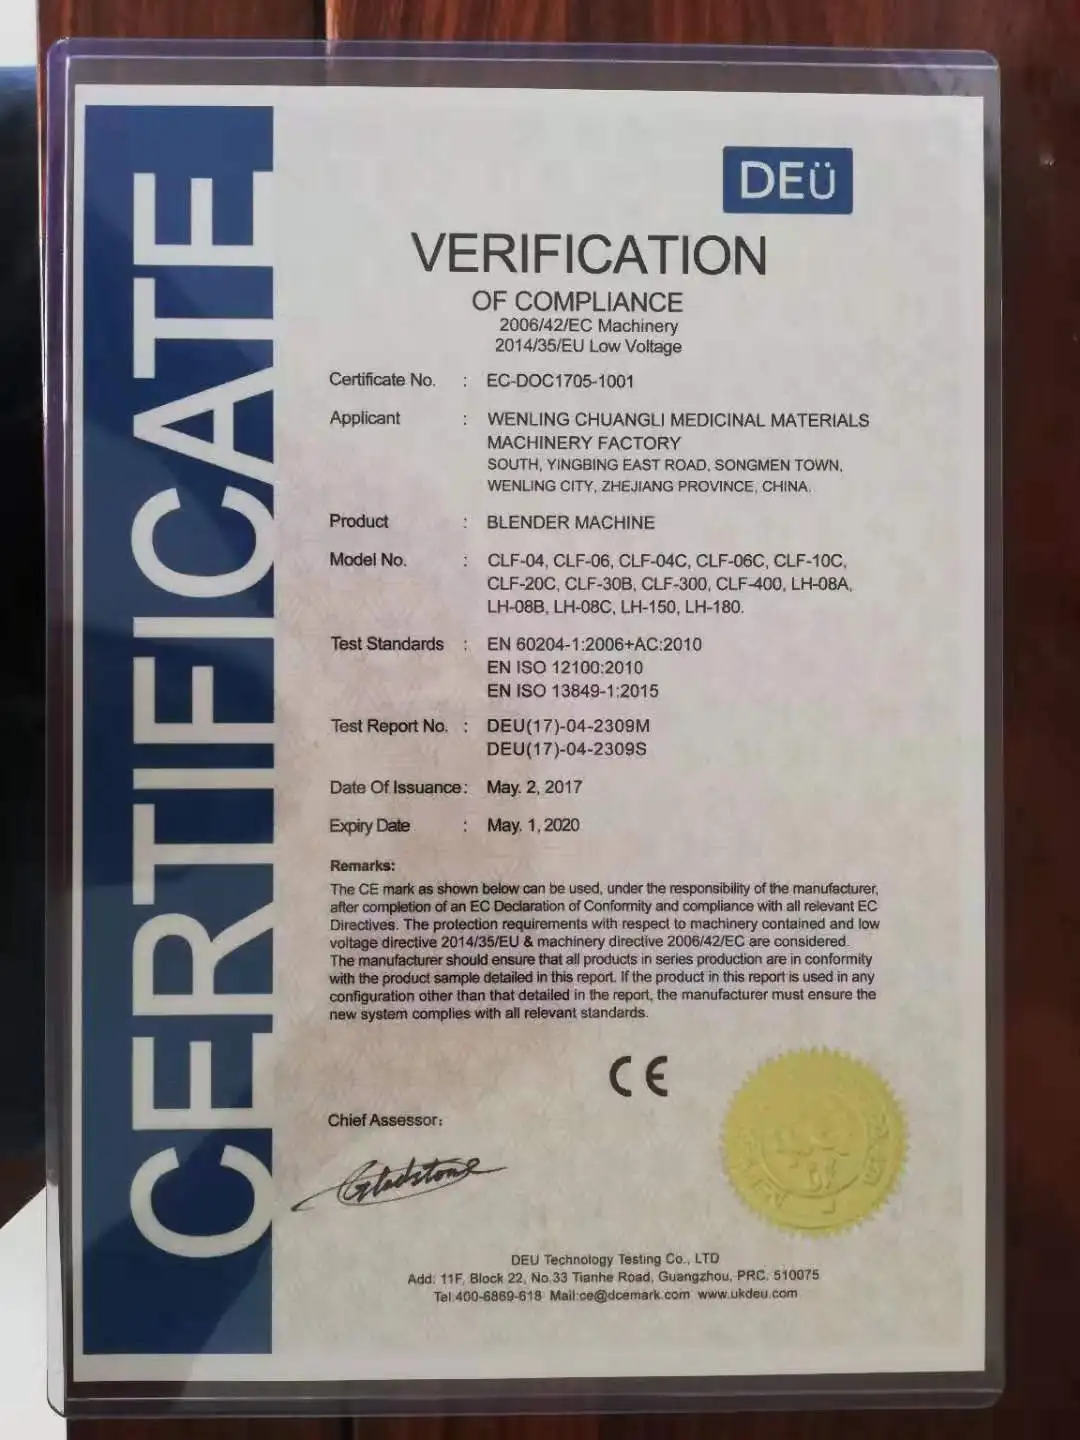 CERTIFICATE
DEÜ
VERIFICATION
OF COMPLIANCE
2006/42/EC Machinery
2014/35/EU Low Voltage
Certificate No. : EC-DOC1705-1001
Applicant : WENLING CHUANGLI MEDICINAL MATERIALS
MACHINERY FACTORY
SOUTH, YINGBING EAST ROAD, SONGMEN TOWN,
WENLING CITY, ZHEJIANG PROVINCE, CHINA.
Product : BLENDER MACHINE
Model No. : CLF-04, CLF-06, CLF-04C, CLF-06C, CLF-10C,
CLF-20C, CLF-30B, CLF-300, CLF-400, LH-08A,
LH-08B, LH-08C, LH-150, LH-180.
Test Standards : EN 60204-1:2006+AC:2010
EN ISO 12100:2010
EN ISO 13849-1:2015
Test Report No. : DEU(17)-04-2309M
DEU(17)-04-2309S
Date Of Issuance: May. 2, 2017
Expiry Date : May. 1, 2020
Remarks:
The CE mark as shown below can be used, under the responsibility of the manufacturer,
after completion of an EC Declaration of Conformity and compliance with all relevant EC
Directives. The protection requirements with respect to machinery contained and low
voltage directive 2014/35/EU & machinery directive 2006/42/EC are considered.
The manufacturer should ensure that all products in series production are in conformity
with the product sample detailed in this report. If the product in this report is used in any
configuration other than that detailed in the report, the manufacturer must ensure the
new system complies with all relevant standards.
CE
Chief Assessor:
Gladstone
DEU Technology Testing Co., LTD
Add: 11F, Block 22, No.33 Tianhe Road, Guangzhou, PRC. 510075
Tel:400-6869-618 Mail:ce@dcemark.com www.ukdeu.com